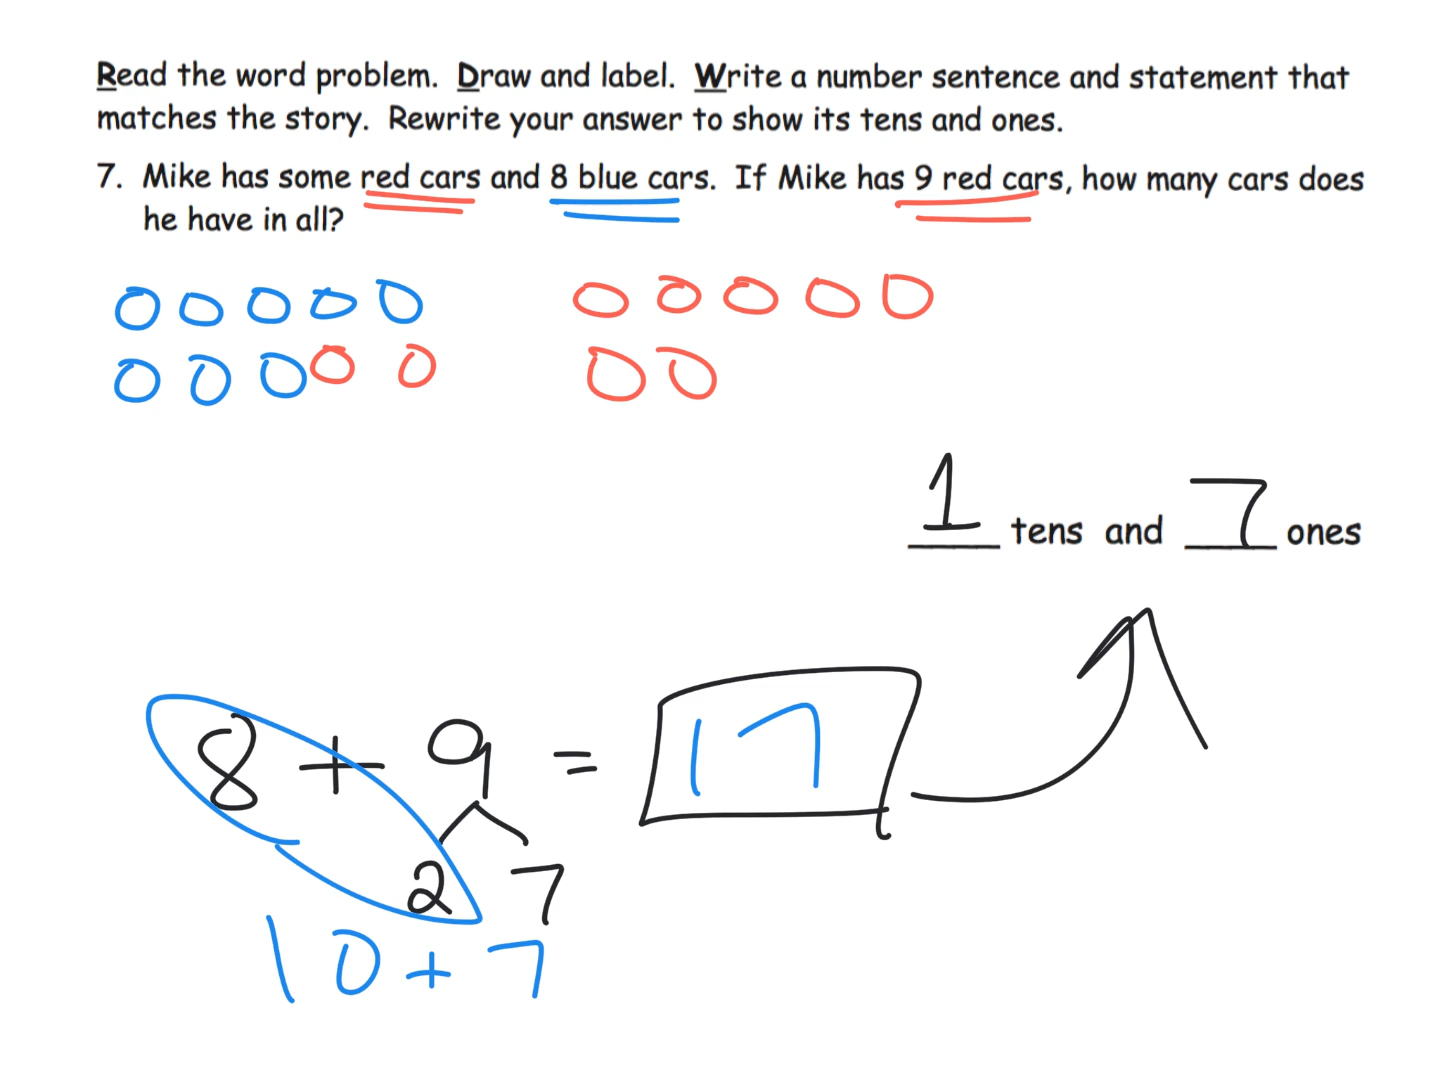 Read the word problem. Draw and label. Write a number sentence and statement that
matches the story. Rewrite your answer to show its tens and ones.
7. Mike has some red cars and 8 blue cars. If Mike has 9 red cars, how many cars does
he have in all?
1 tens and 7 ones
8 + 9 = 17
2 7
10 + 7